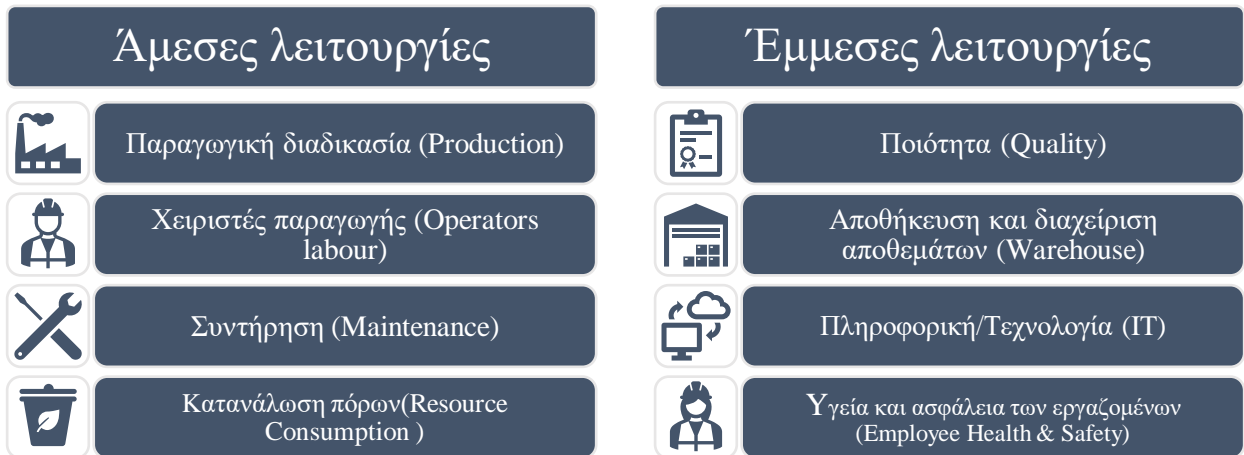 Άμεσες λειτουργίες
Παραγωγική διαδικασία (Production)
Χειριστές παραγωγής (Operators
labour)
Συντήρηση (Maintenance)
Κατανάλωση πόρων(Resource
Consumption )
Έμμεσες λειτουργίες
Ποιότητα (Quality)
Αποθήκευση και διαχείριση
αποθεμάτων (Warehouse)
Πληροφορική/Τεχνολογία (IT)
Υγεία και ασφάλεια των εργαζομένων
(Employee Health & Safety)